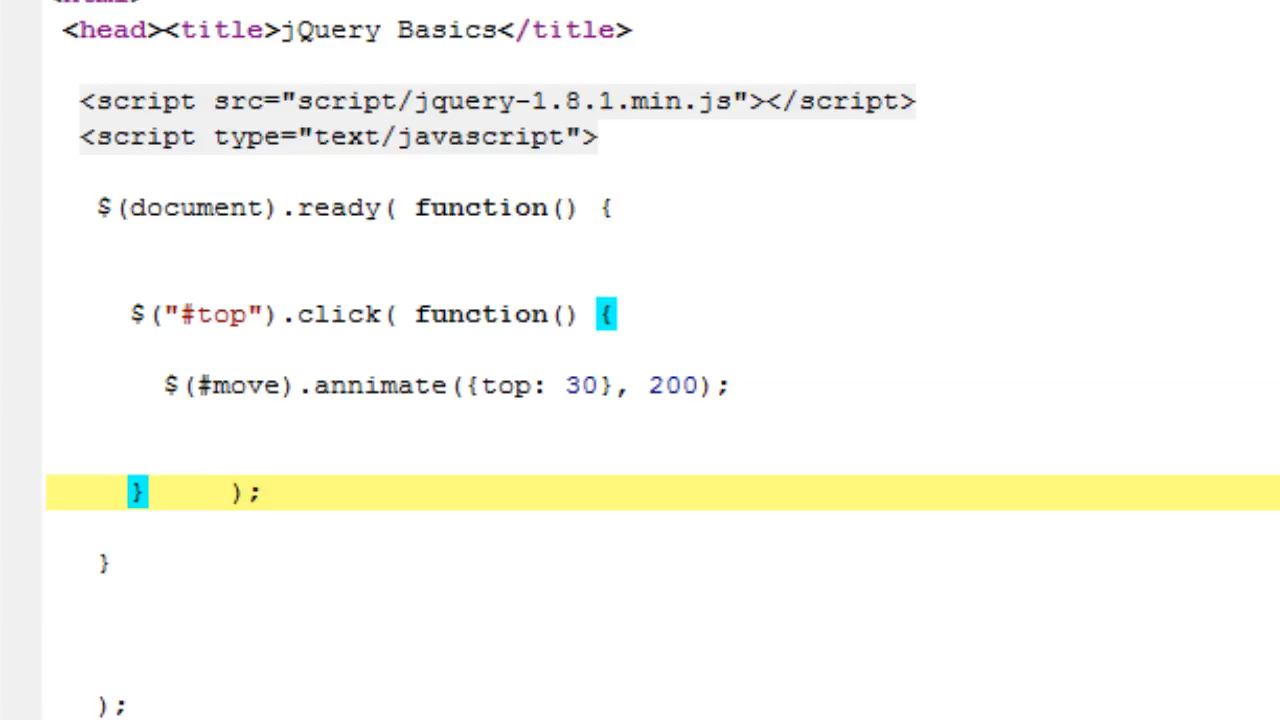 <head><title>jQuery Basics</title>
<script src="script/jquery-1.8.1.min.js"></script>
<script type="text/javascript">
$(document).ready( function() {
$("#top").click( function() {
$(#move).annimate({top: 30}, 200);
}     );
}
);